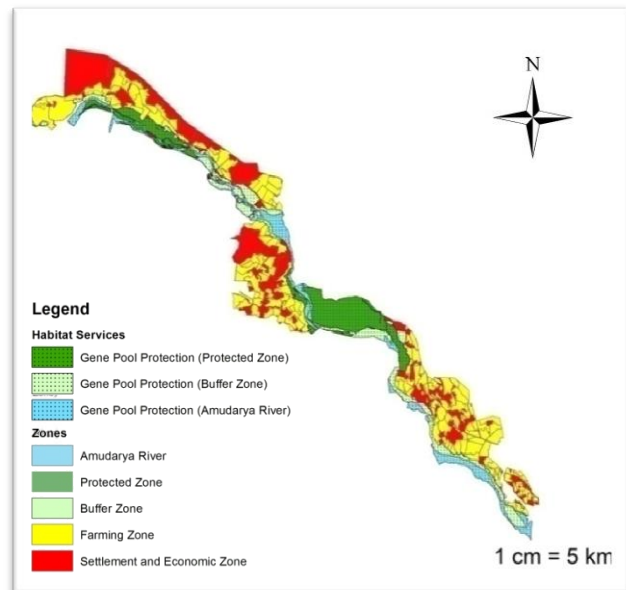 N
Legend
Habitat Services
Gene Pool Protection (Protected Zone)
Gene Pool Protection (Buffer Zone)
Gene Pool Protection (Amudarya River)
Zones
Amudarya River
Protected Zone
Buffer Zone
Farming Zone
Settlement and Economic Zone
1 cm = 5 km